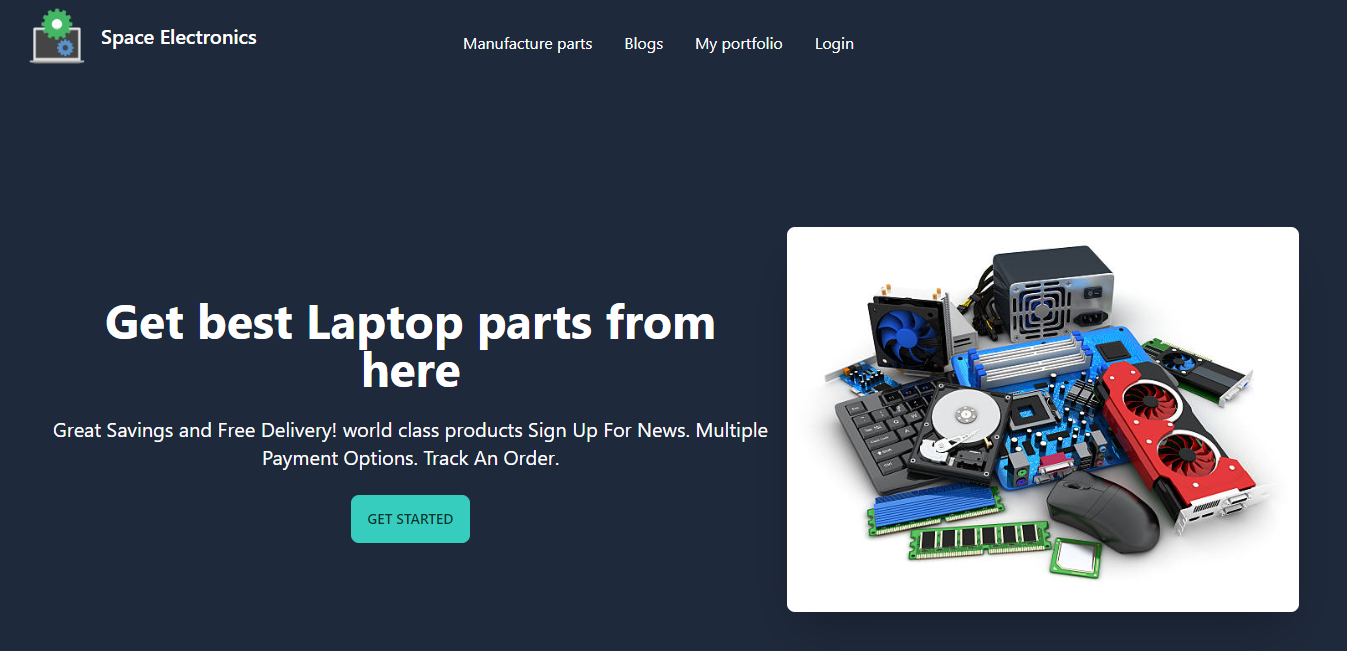 Space Electronics
Manufacture parts
Blogs
My portfolio
Login
Get best Laptop parts from
here
Great Savings and Free Delivery! world class products Sign Up For News. Multiple
Payment Options. Track An Order.
GET STARTED